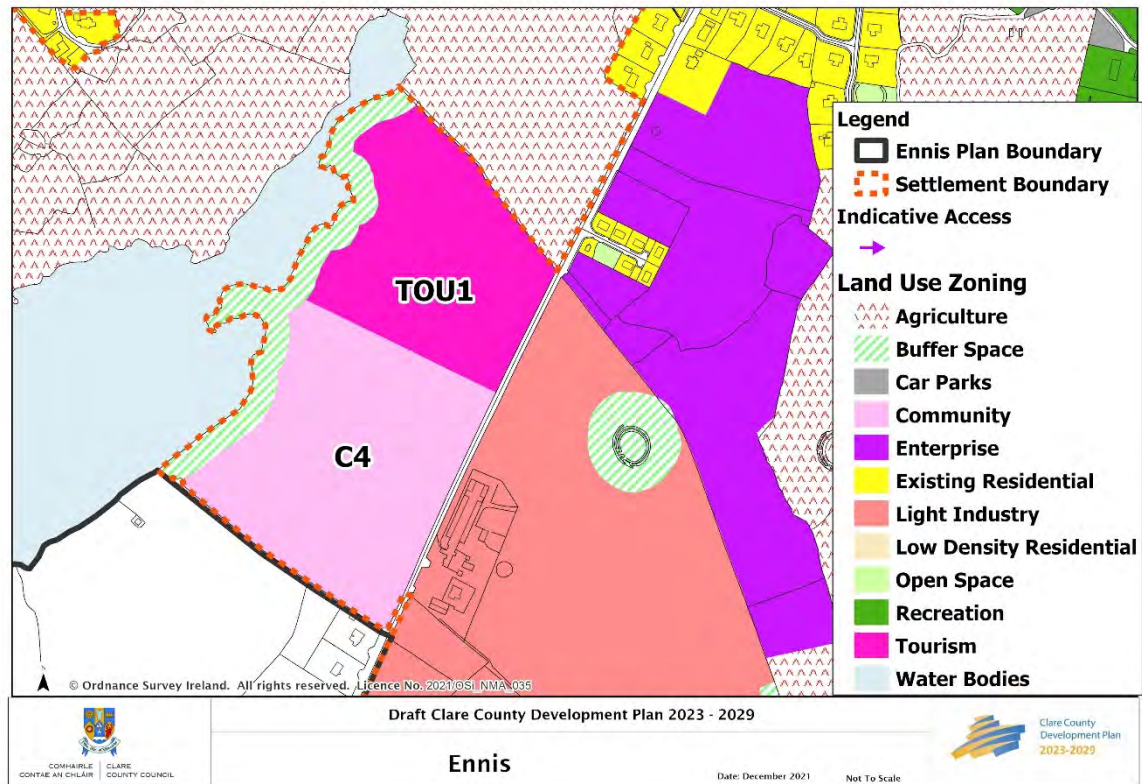 TOU1
C4
Legend
Ennis Plan Boundary
Settlement Boundary
Indicative Access
Land Use Zoning
Agriculture
Buffer Space
Car Parks
Community
Enterprise
Existing Residential
Light Industry
Low Density Residential
Open Space
Recreation
Tourism
Water Bodies
© Ordnance Survey Ireland. All rights reserved. Licence No. 2021/OSi_NMA_035
COMHAIRLE
CONTAE AN CHLÁIR
CLARE
COUNTY COUNCIL
Draft Clare County Development Plan 2023 - 2029
Ennis
Date: December 2021
Not To Scale
Clare County
Development Plan
2023-2029